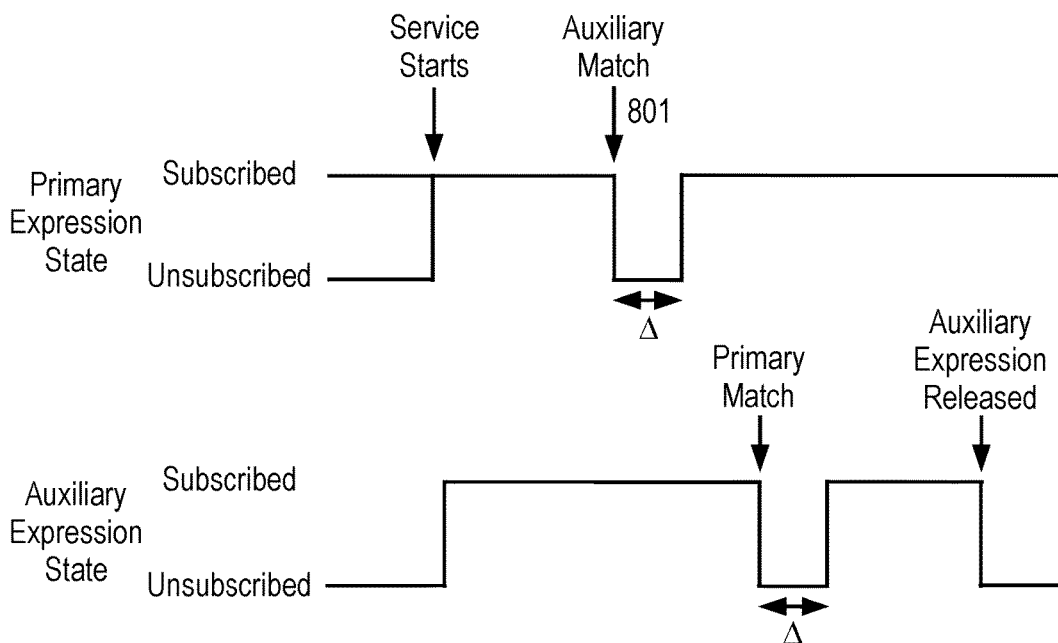 Service
Starts
Auxiliary
Match
801
Primary
Expression
State
Subscribed
Unsubscribed
Δ
Primary
Match
Auxiliary
Expression
Released
Auxiliary
Expression
State
Subscribed
Unsubscribed
Δ